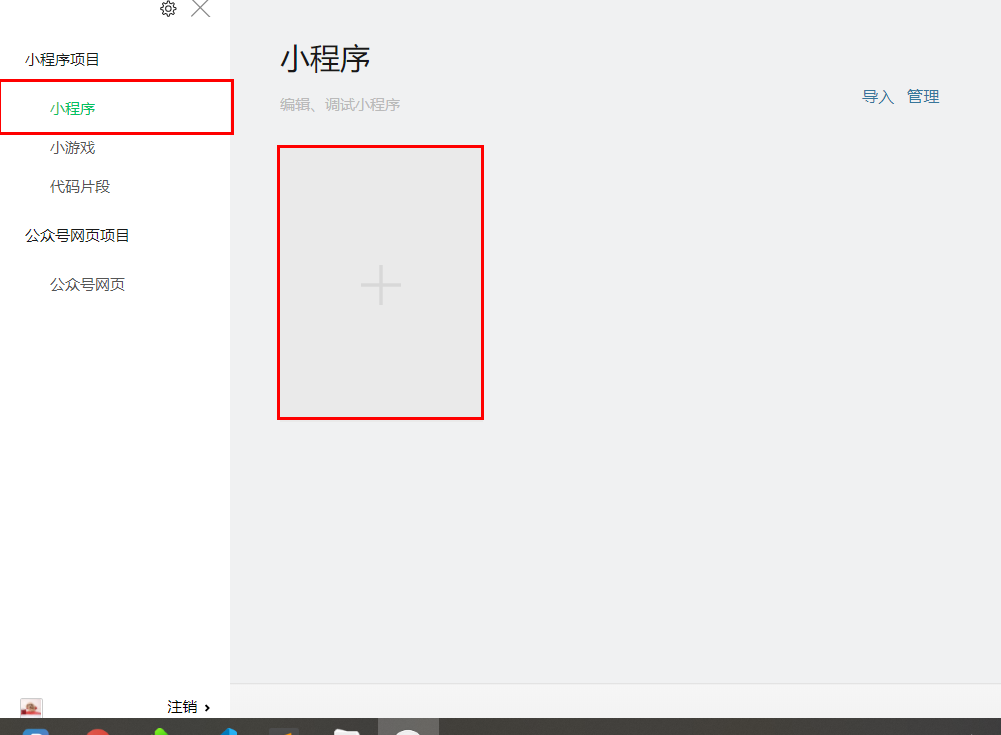 小程序项目
小程序
小游戏
代码片段
公众号网页项目
公众号网页
注销
小程序
编辑、调试小程序
导入 管理